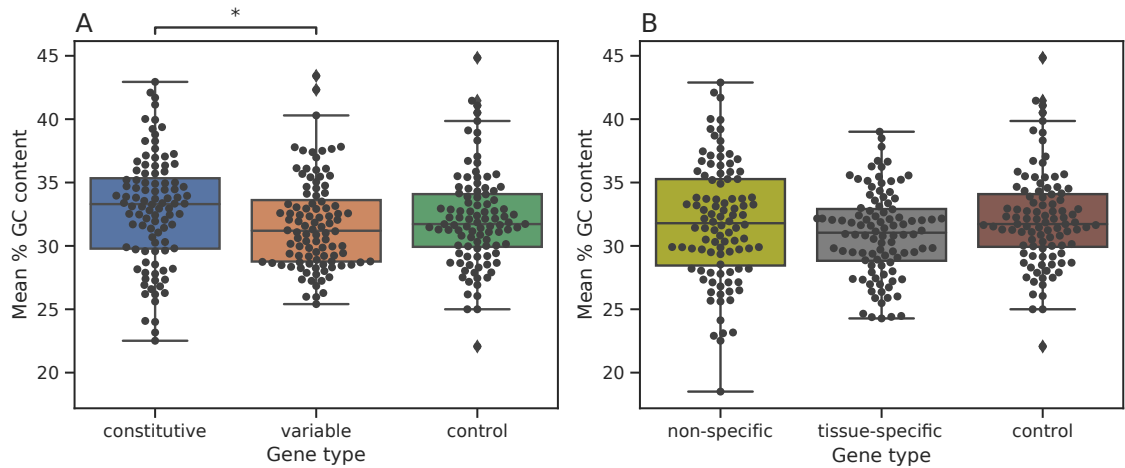 A
*
Mean % GC content
45
40
35
30
25
20
constitutive variable control
Gene type
B
Mean % GC content
45
40
35
30
25
20
non-specific tissue-specific control
Gene type